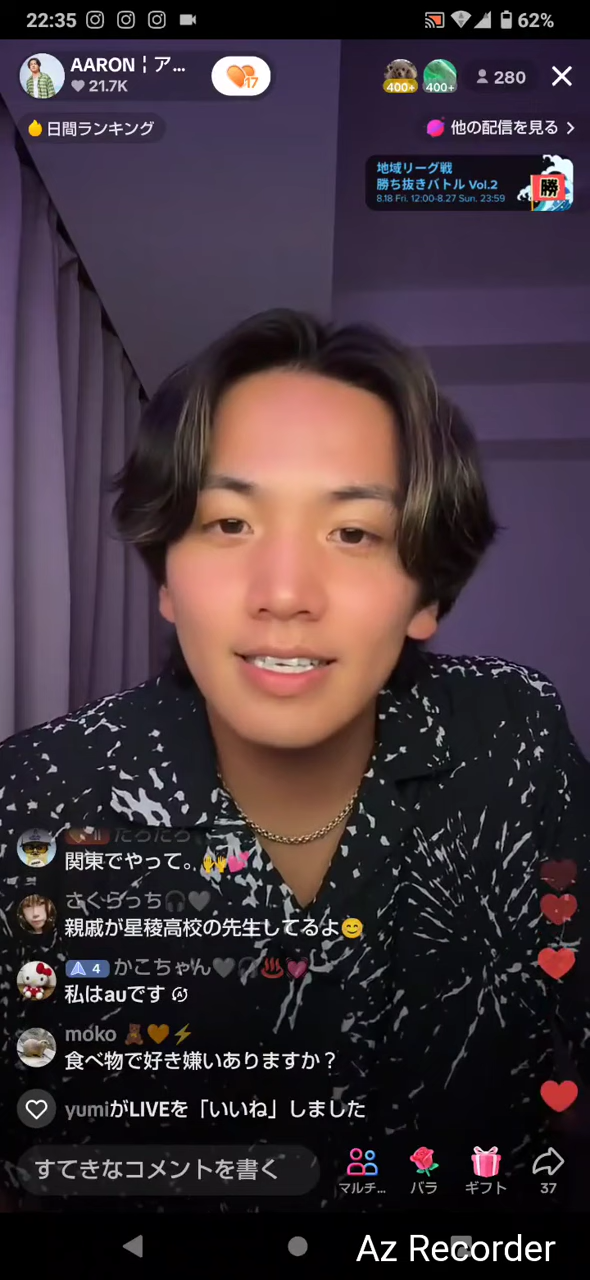 22:35
62%
AARON ¦ ア...
21.7K
17
400+
400+
280
日間ランキング
他の配信を見る
地域リーグ戦
勝ち抜きバトル Vol.2
8.18 Fri. 12:00-8.27 Sun. 23:59
勝
たろたろ
関東でやって。🙌💕
さくらっち🎧🩶
親戚が星稜高校の先生してるよ😊
4 かこちゃん🩶🎧♨️💗
私はauです
moko 🧸🧡⚡
食べ物で好き嫌いありますか？
yumiがLIVEを「いいね」しました
すてきなコメントを書く
マルチ...
バラ
ギフト
37
Az Recorder